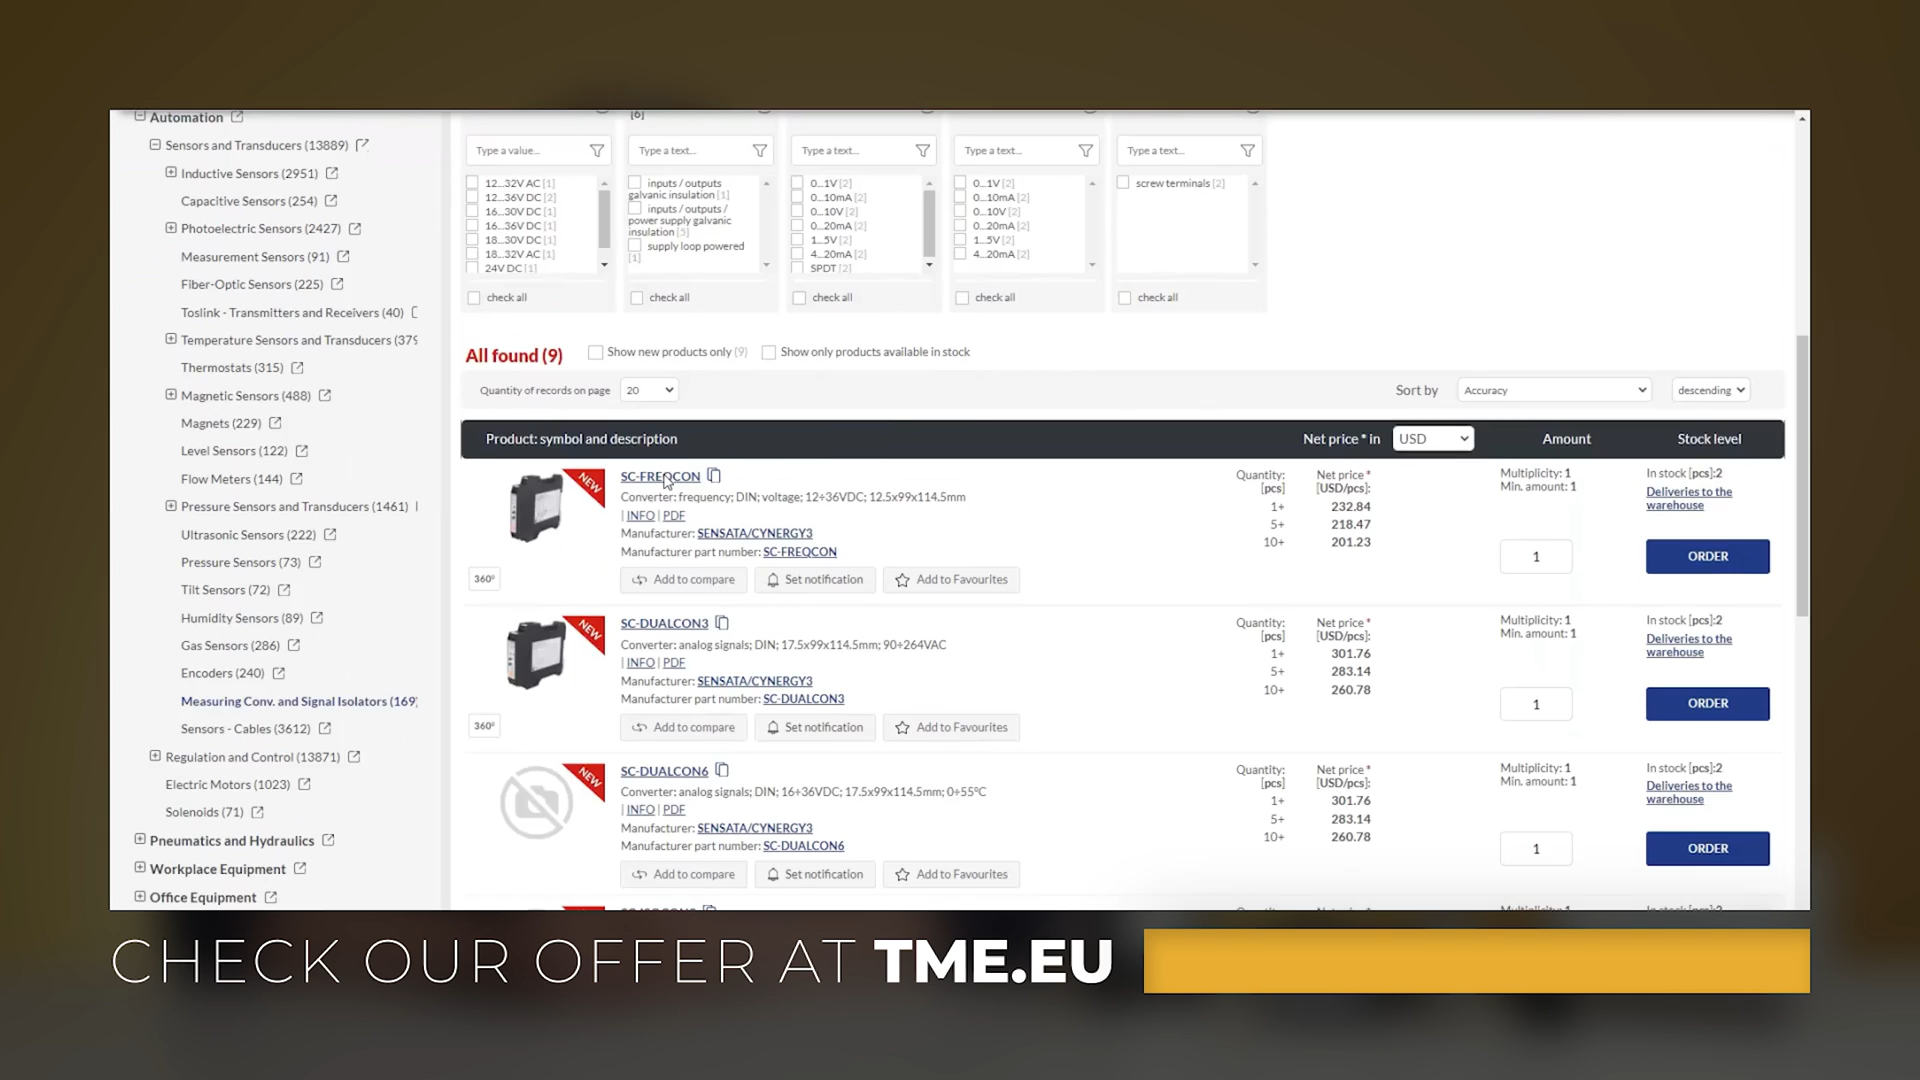 Automation
Sensors and Transducers (13889)
Inductive Sensors (2951)
Capacitive Sensors (254)
Photoelectric Sensors (2427)
Measurement Sensors (91)
Fiber-Optic Sensors (225)
Toslink - Transmitters and Receivers (40)
Temperature Sensors and Transducers (379
Thermostats (315)
Magnetic Sensors (488)
Magnets (229)
Level Sensors (122)
Flow Meters (144)
Pressure Sensors and Transducers (1461)
Ultrasonic Sensors (222)
Pressure Sensors (73)
Tilt Sensors (72)
Humidity Sensors (89)
Gas Sensors (286)
Encoders (240)
Measuring Conv. and Signal Isolators (169)
Sensors - Cables (3612)
Regulation and Control (13871)
Electric Motors (1023)
Solenoids (71)
Pneumatics and Hydraulics
Workplace Equipment
Office Equipment
[6]
Type a value...
12...32V AC [1]
12...36V DC [2]
16...30V DC [1]
16...36V DC [1]
18...30V DC [1]
18...32V AC [1]
24V DC [1]
check all
Type a text...
inputs / outputs
galvanic insulation [1]
inputs / outputs /
power supply galvanic
insulation [5]
supply loop powered
[1]
check all
Type a text...
0...1V [2]
0...10mA [2]
0...10V [2]
0...20mA [2]
1...5V [2]
4...20mA [2]
SPDT [2]
check all
Type a text...
0...1V [2]
0...10mA [2]
0...10V [2]
0...20mA [2]
1...5V [2]
4...20mA [2]
check all
Type a text...
screw terminals [2]
check all
All found (9) Show new products only (9) Show only products available in stock
Quantity of records on page 20 Sort by Accuracy descending
Product: symbol and description Net price * in USD Amount Stock level
NEW
360°
SC-FREQCON
Converter: frequency; DIN; voltage; 12÷36VDC; 12.5x99x114.5mm
| INFO | PDF
Manufacturer: SENSATA/CYNERGY3
Manufacturer part number: SC-FREQCON
Add to compare Set notification Add to Favourites
Quantity: Net price *
[pcs] [USD/pcs]:
1+ 232.84
5+ 218.47
10+ 201.23
Multiplicity: 1
Min. amount: 1
1
In stock [pcs]:2
Deliveries to the
warehouse
ORDER
NEW
360°
SC-DUALCON3
Converter: analog signals; DIN; 17.5x99x114.5mm; 90÷264VAC
| INFO | PDF
Manufacturer: SENSATA/CYNERGY3
Manufacturer part number: SC-DUALCON3
Add to compare Set notification Add to Favourites
Quantity: Net price *
[pcs] [USD/pcs]:
1+ 301.76
5+ 283.14
10+ 260.78
Multiplicity: 1
Min. amount: 1
1
In stock [pcs]:2
Deliveries to the
warehouse
ORDER
NEW
SC-DUALCON6
Converter: analog signals; DIN; 16÷36VDC; 17.5x99x114.5mm; 0÷55°C
| INFO | PDF
Manufacturer: SENSATA/CYNERGY3
Manufacturer part number: SC-DUALCON6
Add to compare Set notification Add to Favourites
Quantity: Net price *
[pcs] [USD/pcs]:
1+ 301.76
5+ 283.14
10+ 260.78
Multiplicity: 1
Min. amount: 1
1
In stock [pcs]:2
Deliveries to the
warehouse
ORDER
CHECK OUR OFFER AT TME.EU